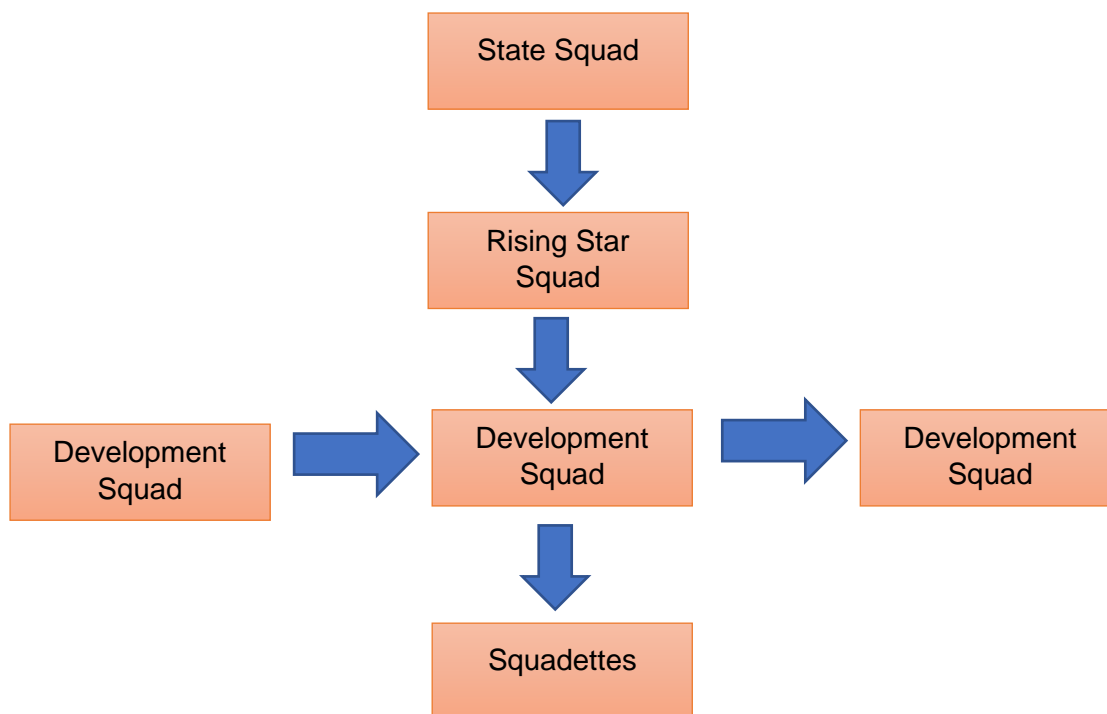 State Squad
Rising Star
Squad
Development
Squad
Development
Squad
Development
Squad
Squadettes